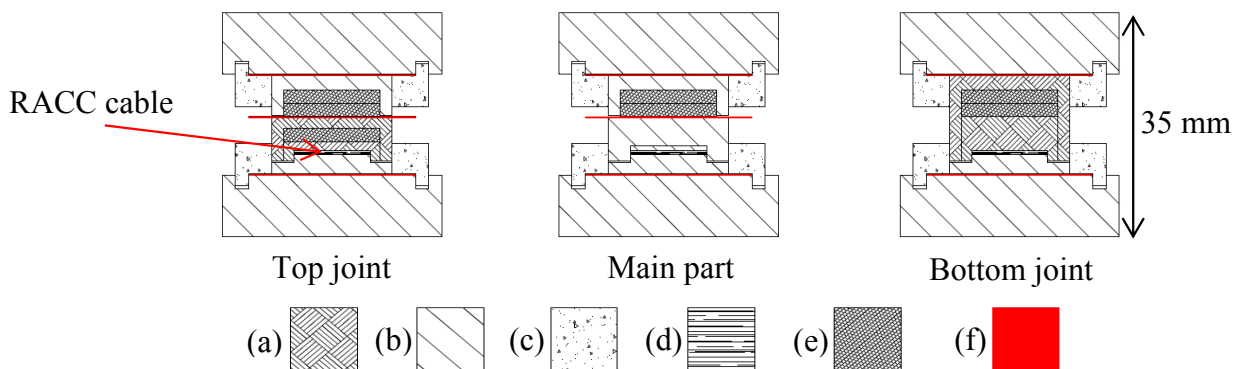 RACC cable
35 mm
Top joint
Main part
Bottom joint
(a) (b) (c) (d) (e) (f)